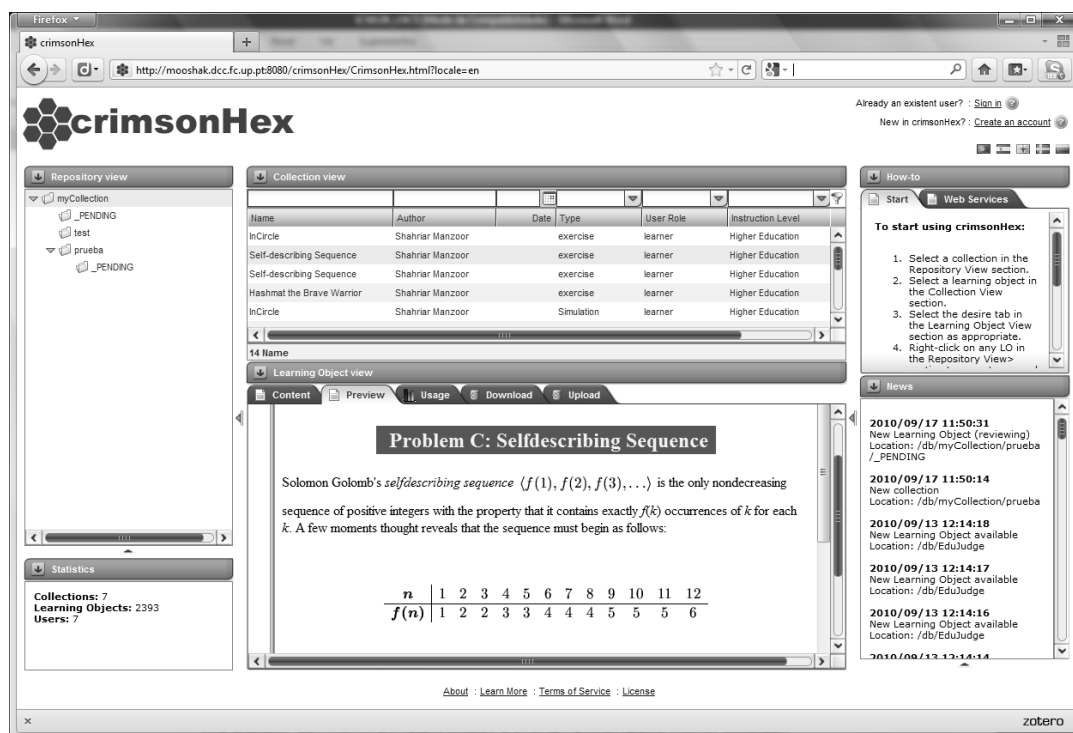 Firefox
crimsonHex
http://mooshak.dcc.fc.up.pt:8080/crimsonHex/CrimsonHex.html?locale=en
crimsonHex
Already an existent user? : Sign in
New in crimsonHex? : Create an account
Repository view
myCollection
_PENDING
test
prueba
_PENDING
Statistics
Collections: 7
Learning Objects: 2393
Users: 7
Collection view
Name Author Date Type User Role Instruction Level
InCircle Shahriar Manzoor exercise learner Higher Education
Self-describing Sequence Shahriar Manzoor exercise learner Higher Education
Self-describing Sequence Shahriar Manzoor exercise learner Higher Education
Hashmat the Brave Warrior Shahriar Manzoor exercise learner Higher Education
InCircle Shahriar Manzoor Simulation learner Higher Education
14 Name
Learning Object view
Content Preview Usage Download Upload
Problem C: Selfdescribing Sequence
Solomon Golomb's selfdescribing sequence ⟨f(1), f(2), f(3), . . .⟩ is the only nondecreasing
sequence of positive integers with the property that it contains exactly f(k) occurrences of k for each
k. A few moments thought reveals that the sequence must begin as follows:
n 1 2 3 4 5 6 7 8 9 10 11 12
f(n) 1 2 2 3 3 4 4 4 5 5 5 6
How-to
Start Web Services
To start using crimsonHex:
1. Select a collection in the
Repository View section.
2. Select a learning object in
the Collection View
section.
3. Select the desire tab in
the Learning Object View
section as appropriate.
4. Right-click on any LO in
the Repository View>
News
2010/09/17 11:50:31
New Learning Object (reviewing)
Location: /db/myCollection/prueba
/_PENDING
2010/09/17 11:50:14
New collection
Location: /db/myCollection/prueba
2010/09/13 12:14:18
New Learning Object available
Location: /db/EduJudge
2010/09/13 12:14:17
New Learning Object available
Location: /db/EduJudge
2010/09/13 12:14:16
New Learning Object available
Location: /db/EduJudge
2010/09/13 12:14:14
About : Learn More : Terms of Service : License
zotero